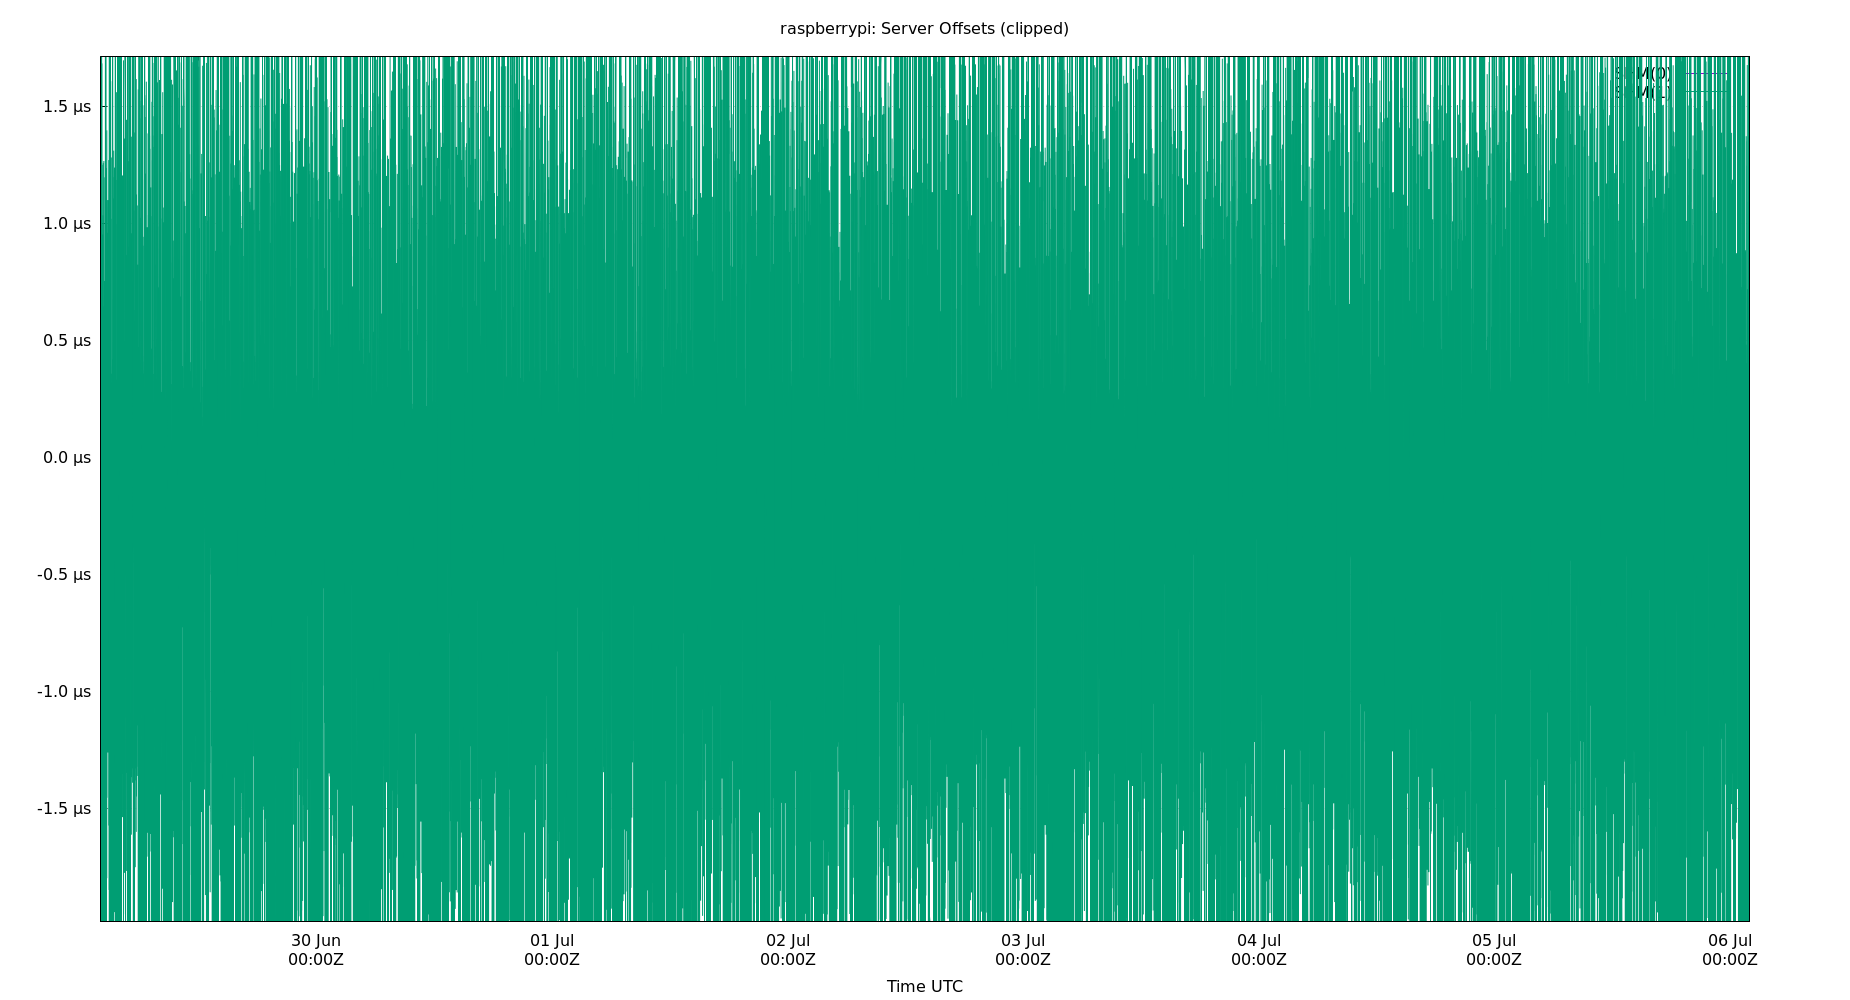 raspberrypi: Server Offsets (clipped)
1.5 µs
1.0 µs
0.5 µs
0.0 µs
-0.5 µs
-1.0 µs
-1.5 µs
30 Jun
00:00Z
01 Jul
00:00Z
02 Jul
00:00Z
03 Jul
00:00Z
04 Jul
00:00Z
05 Jul
00:00Z
06 Jul
00:00Z
Time UTC